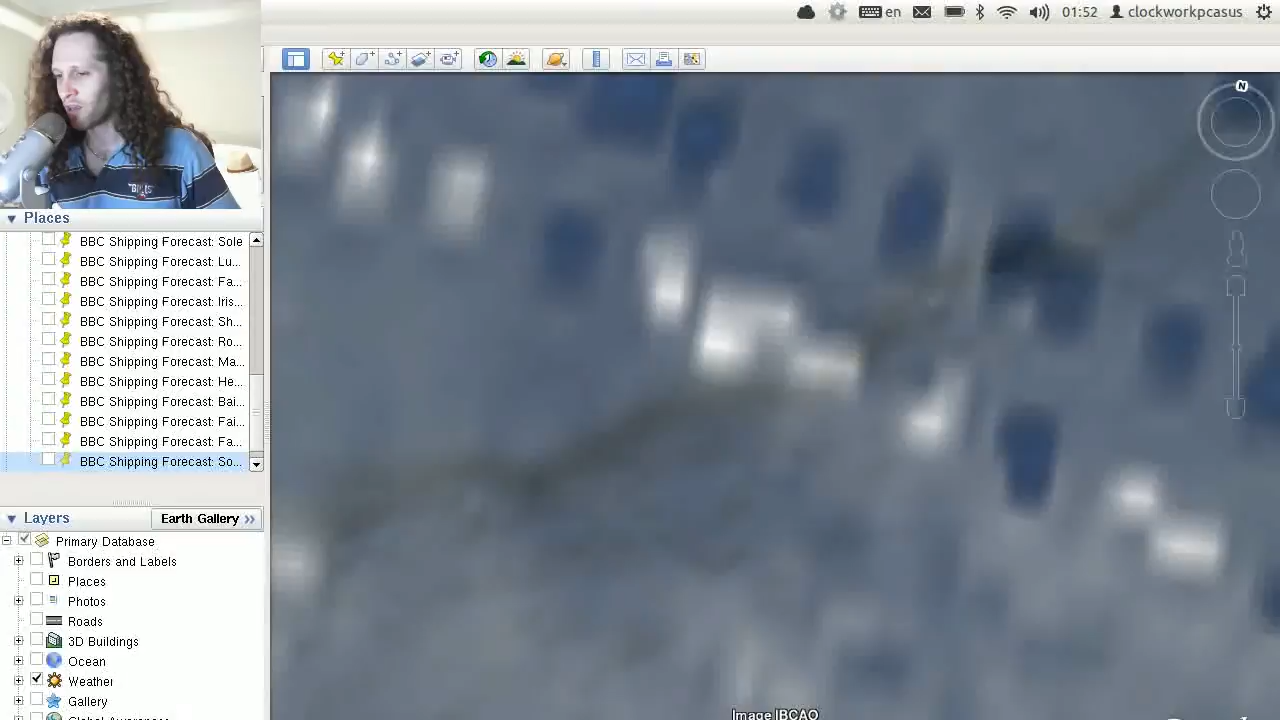 en 01:52 clockworkpcasus
N
Places
BBC Shipping Forecast: Sole
BBC Shipping Forecast: Lu...
BBC Shipping Forecast: Fa...
BBC Shipping Forecast: Iris...
BBC Shipping Forecast: Sh...
BBC Shipping Forecast: Ro...
BBC Shipping Forecast: Ma...
BBC Shipping Forecast: He...
BBC Shipping Forecast: Bai...
BBC Shipping Forecast: Fai...
BBC Shipping Forecast: Fa...
BBC Shipping Forecast: So...
Layers Earth Gallery »
Primary Database
Borders and Labels
Places
Photos
Roads
3D Buildings
Ocean
Weather
Gallery
Global Awareness
Image IBCAO